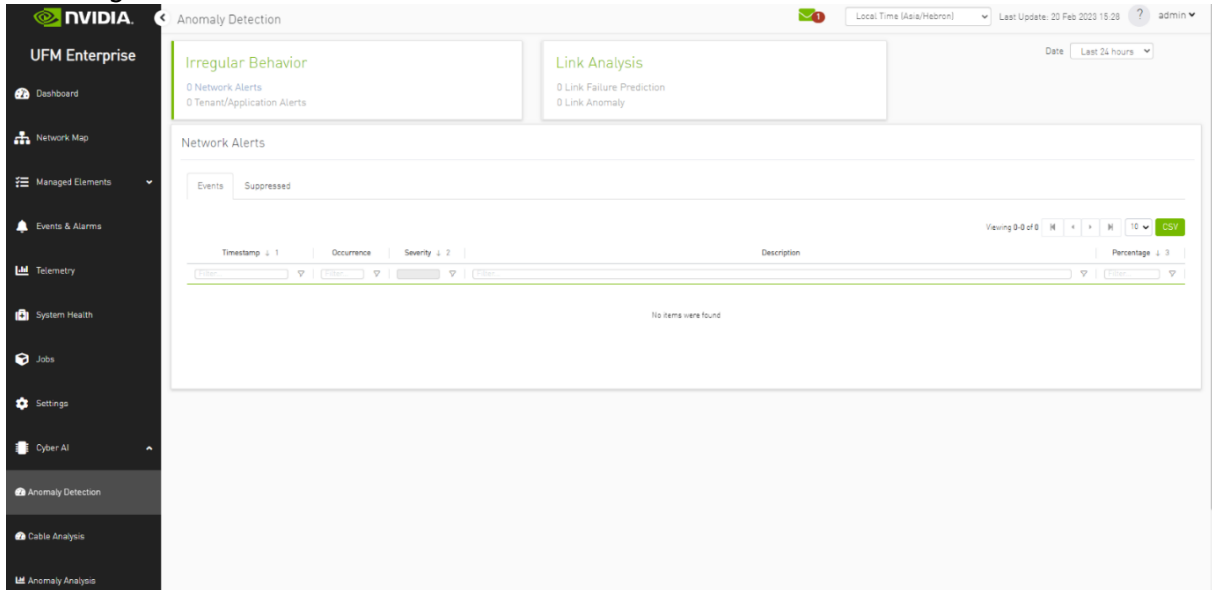 NVIDIA.
Anomaly Detection
1
Local Time (Asia/Hebron)
Last Update: 20 Feb 2023 15:28
?
admin
UFM Enterprise
Dashboard
Network Map
Managed Elements
Events & Alarms
Telemetry
System Health
Jobs
Settings
Cyber AI
Anomaly Detection
Cable Analysis
Anomaly Analysis
Irregular Behavior
0 Network Alerts
0 Tenant/Application Alerts
Link Analysis
0 Link Failure Prediction
0 Link Anomaly
Date
Last 24 hours
Network Alerts
Events
Suppressed
Viewing 0-0 of 0
10
CSV
Timestamp ↓ 1
Occurrence
Severity ↓ 2
Description
Percentage ↓ 3
Filter...
Filter...
Filter...
Filter...
No items were found